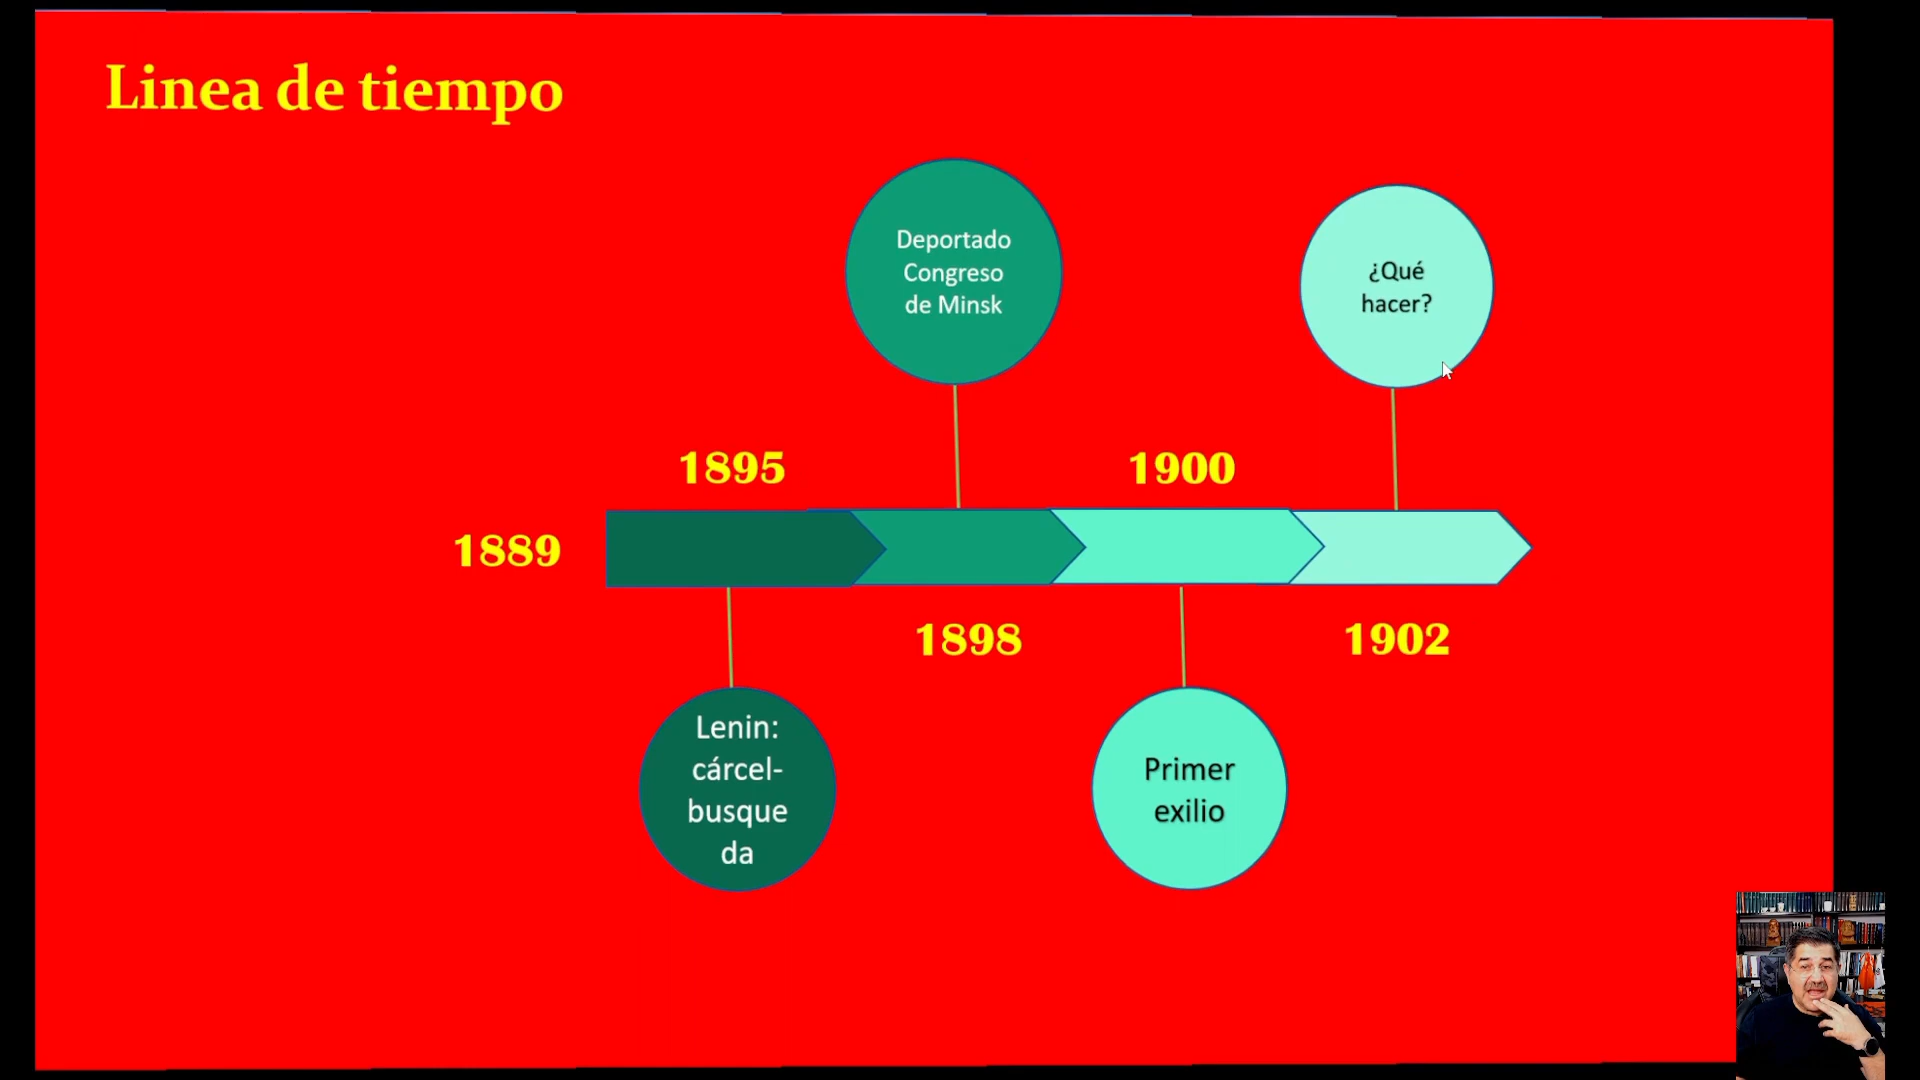 Linea de tiempo
Deportado
Congreso
de Minsk
¿Qué
hacer?
1895
1900
1889
1898
1902
Lenin:
cárcel-
busque
da
Primer
exilio